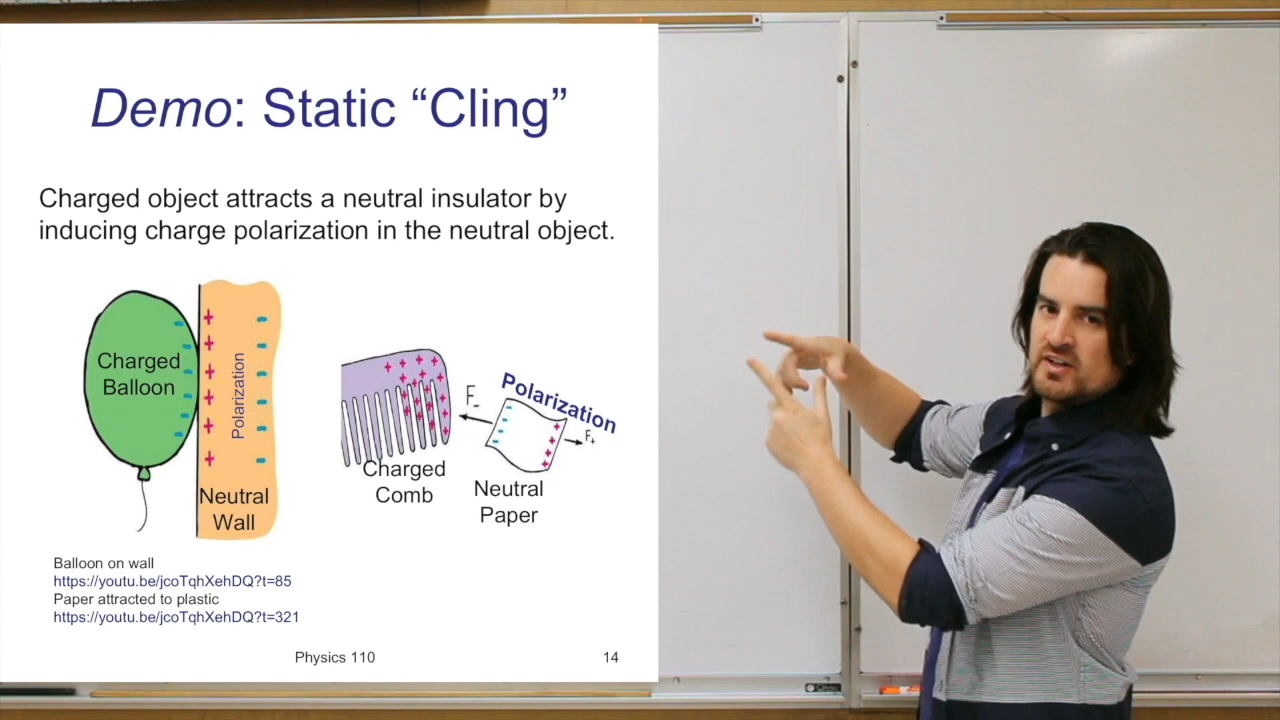 Demo: Static “Cling”
Charged object attracts a neutral insulator by
inducing charge polarization in the neutral object.
Charged
Balloon
Polarization
Neutral
Wall
Charged
Comb
F-
Polarization
F+
Neutral
Paper
Balloon on wall
https://youtu.be/jcoTqhXehDQ?t=85
Paper attracted to plastic
https://youtu.be/jcoTqhXehDQ?t=321
Physics 110
14